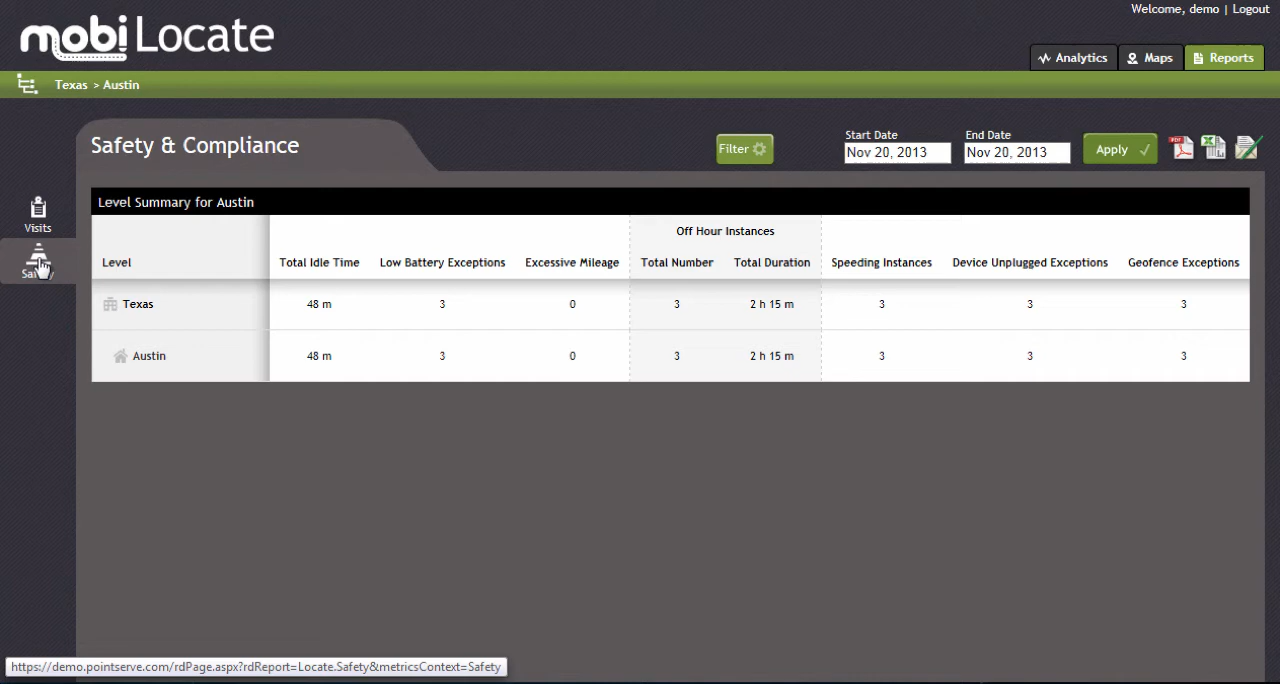 Welcome, demo | Logout
mobiLocate
Analytics Maps Reports
Texas > Austin
Safety & Compliance
Filter
Start Date
Nov 20, 2013
End Date
Nov 20, 2013
Apply
Visits
Level Summary for Austin
Off Hour Instances
Level Total Idle Time Low Battery Exceptions Excessive Mileage Total Number Total Duration Speeding Instances Device Unplugged Exceptions Geofence Exceptions
Texas 48 m 3 0 3 2 h 15 m 3 3 3
Austin 48 m 3 0 3 2 h 15 m 3 3 3
https://demo.pointserve.com/rdPage.aspx?rdReport=Locate.Safety&metricsContext=Safety